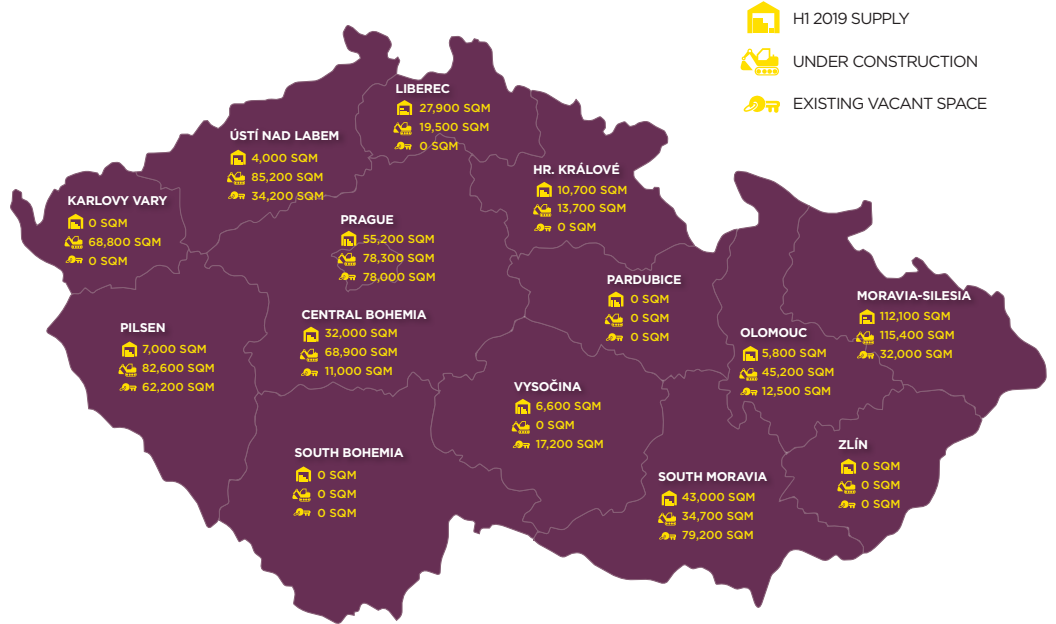 H1 2019 SUPPLY
UNDER CONSTRUCTION
EXISTING VACANT SPACE
LIBEREC
27,900 SQM
19,500 SQM
0 SQM
ÚSTÍ NAD LABEM
4,000 SQM
85,200 SQM
34,200 SQM
HR. KRÁLOVÉ
10,700 SQM
13,700 SQM
0 SQM
KARLOVY VARY
0 SQM
68,800 SQM
0 SQM
PRAGUE
55,200 SQM
78,300 SQM
78,000 SQM
PARDUBICE
0 SQM
0 SQM
0 SQM
MORAVIA-SILESIA
112,100 SQM
115,400 SQM
32,000 SQM
CENTRAL BOHEMIA
32,000 SQM
68,900 SQM
11,000 SQM
PILSEN
7,000 SQM
82,600 SQM
62,200 SQM
OLOMOUC
5,800 SQM
45,200 SQM
12,500 SQM
VYSOČINA
6,600 SQM
0 SQM
17,200 SQM
ZLÍN
0 SQM
0 SQM
0 SQM
SOUTH BOHEMIA
0 SQM
0 SQM
0 SQM
SOUTH MORAVIA
43,000 SQM
34,700 SQM
79,200 SQM